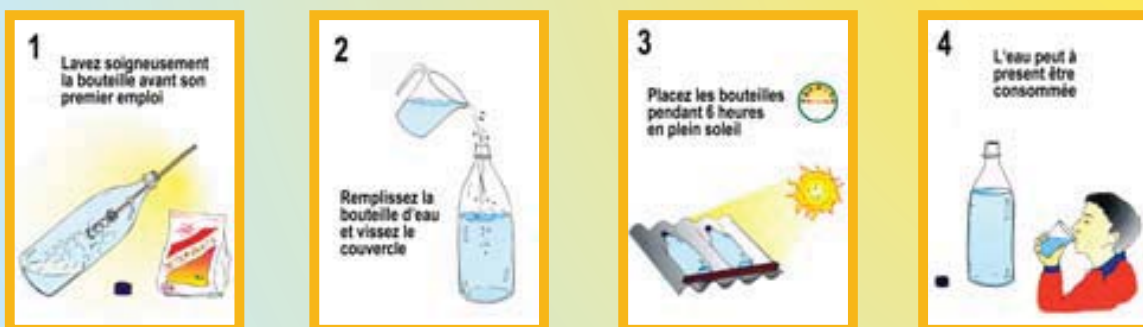 1
Lavez soigneusement
la bouteille avant son
premier emploi
2
Remplissez la
bouteille d'eau
et vissez le
couvercle
3
Placez les bouteilles
pendant 6 heures
en plein soleil
4
L'eau peut à
present être
consommée